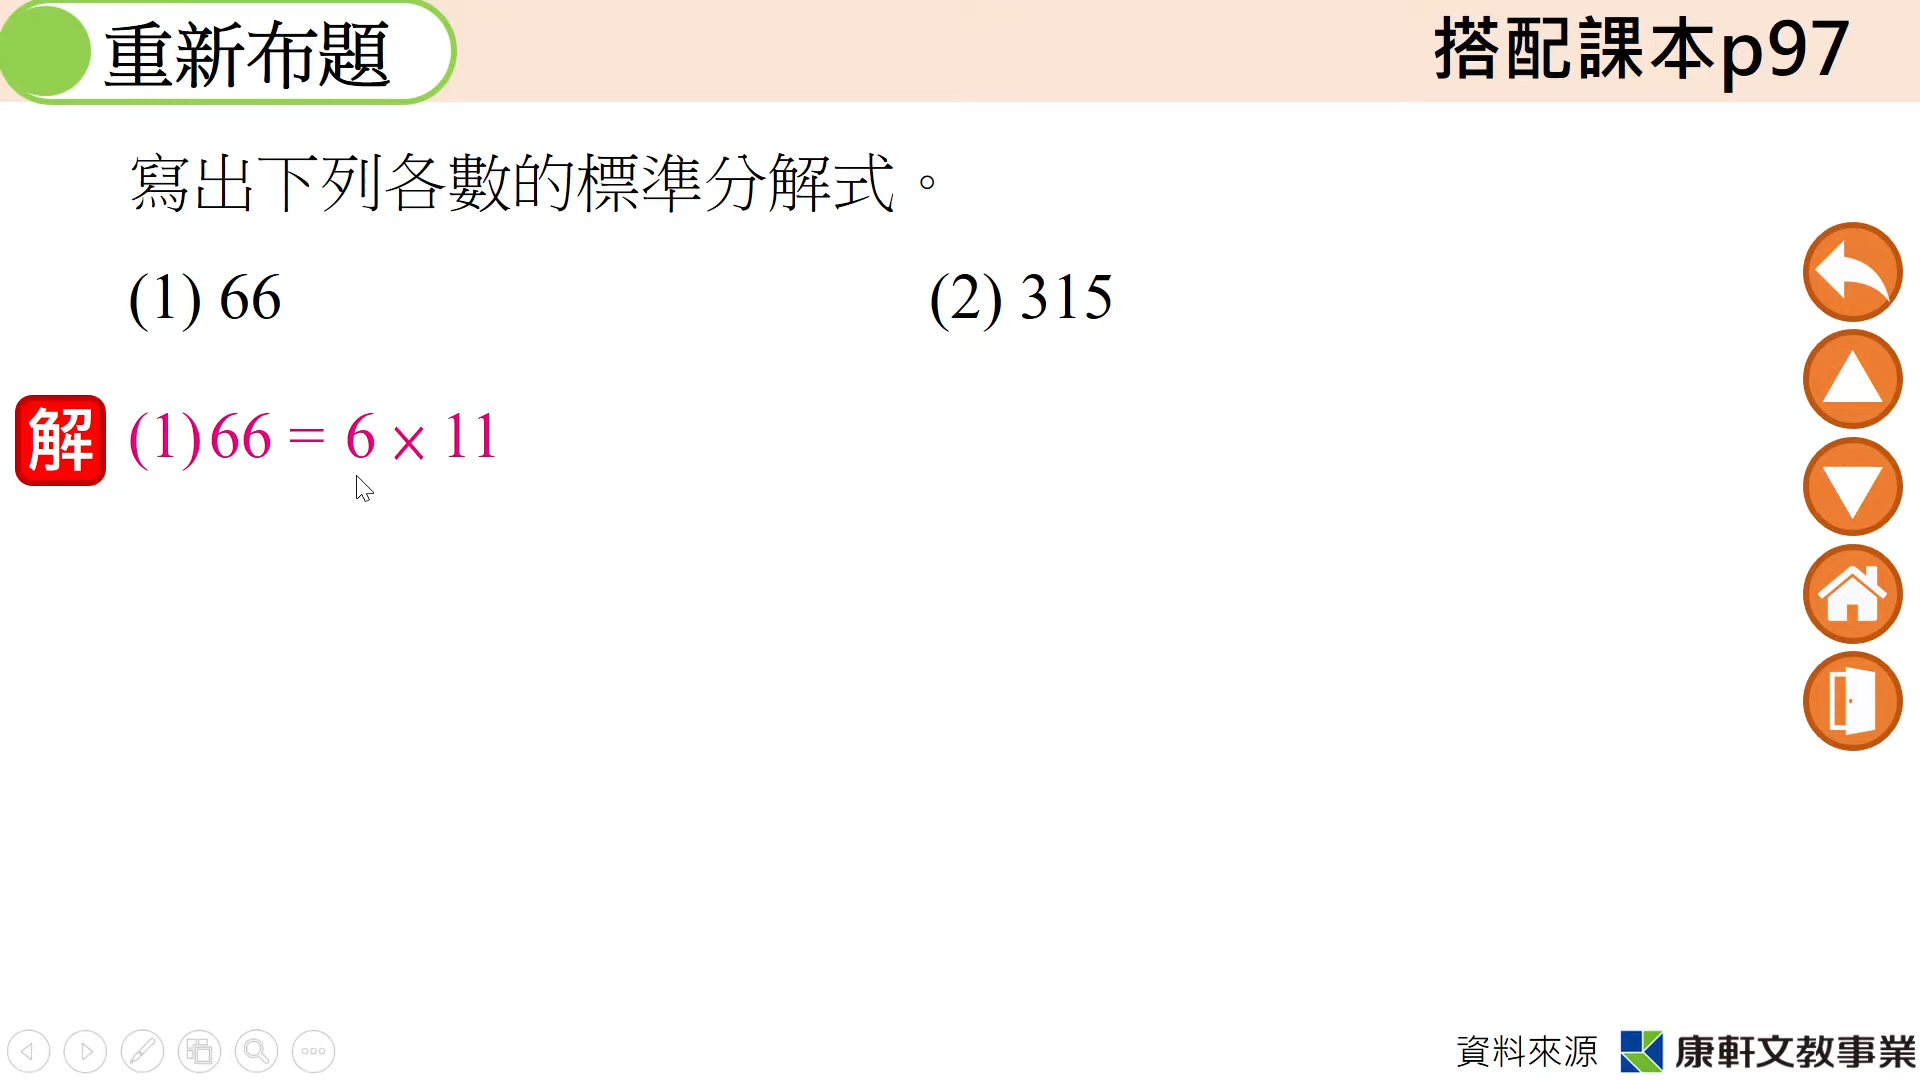 重新布題
搭配課本p97
寫出下列各數的標準分解式。
(1) 66
(2) 315
解
(1) 66 = 6 × 11
資料來源 康軒文教事業